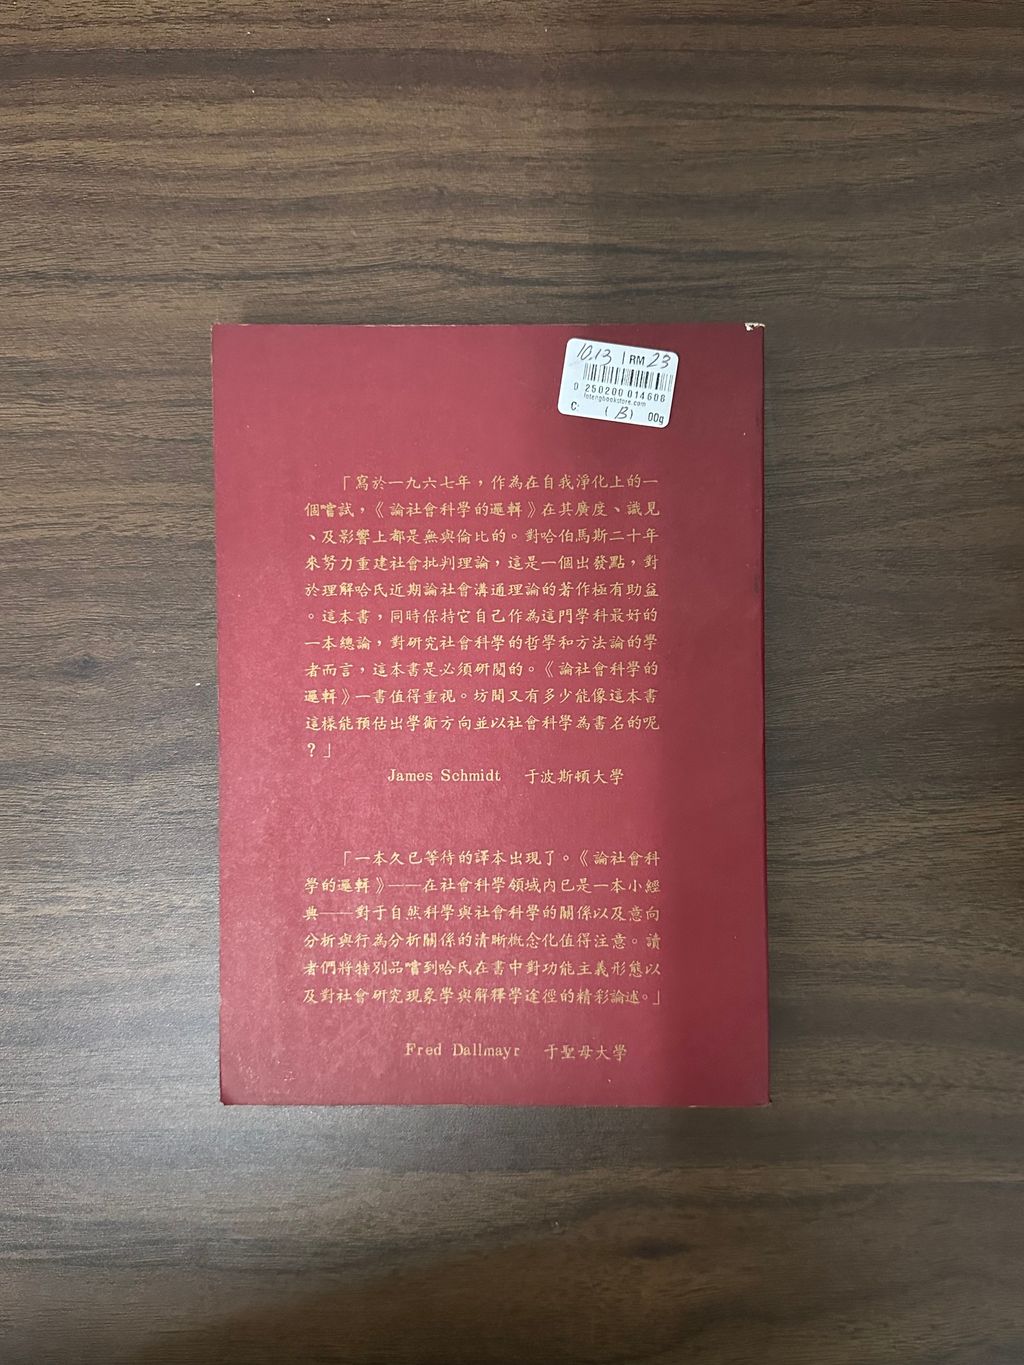 10.13 | RM 23
0 250200 014606
lotengbookstore.com
C: (B) 00g
「寫於一九六七年，作為在自我淨化上的一
個嚐試，《論社會科學的邏輯》在其廣度、識見
、及影響上都是無與倫比的。對哈伯馬斯二十年
來努力重建社會批判理論，這是一個出發點，對
於理解哈氏近期論社會溝通理論的著作極有助益
。這本書，同時保持它自己作為這門學科最好的
一本總論，對研究社會科學的哲學和方法論的學
者而言，這本書是必須研閱的。《論社會科學的
邏輯》一書值得重視。坊間又有多少能像這本書
這樣能預估出學術方向並以社會科學為書名的呢
？」
James Schmidt 于波斯頓大學
「一本久已等待的譯本出現了。《論社會科
學的邏輯》——在社會科學領域內已是一本小經
典——對于自然科學與社會科學的關係以及意向
分析與行為分析關係的清晰概念化值得注意。讀
者們將特別品嚐到哈氏在書中對功能主義形態以
及對社會研究現象學與解釋學途徑的精彩論述。」
Fred Dallmayr 于聖母大學